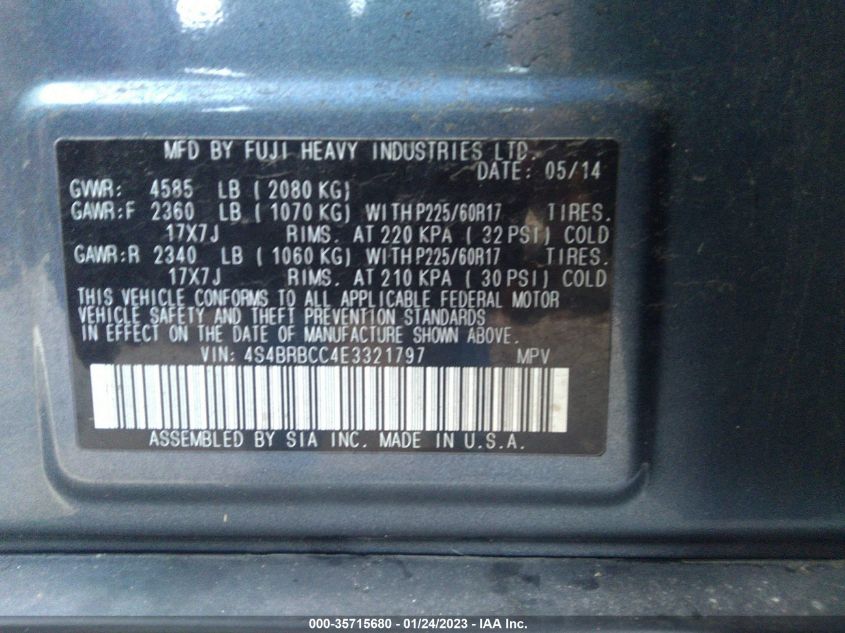 MFD BY FUJI HEAVY INDUSTRIES LTD.
DATE: 05/14
GVWR: 4585 LB ( 2080 KG)
GAWR:F 2360 LB ( 1070 KG) WITH P225/60R17 TIRES.
17X7J RIMS. AT 220 KPA ( 32 PSI) COLD
GAWR:R 2340 LB ( 1060 KG) WITH P225/60R17 TIRES.
17X7J RIMS. AT 210 KPA ( 30 PSI) COLD
THIS VEHICLE CONFORMS TO ALL APPLICABLE FEDERAL MOTOR
VEHICLE SAFETY AND THEFT PREVENTION STANDARDS
IN EFFECT ON THE DATE OF MANUFACTURE SHOWN ABOVE.
VIN: 4S4BRBCC4E3321797 MPV
ASSEMBLED BY SIA INC. MADE IN U.S.A.
000-35715680 - 01/24/2023 - IAA Inc.